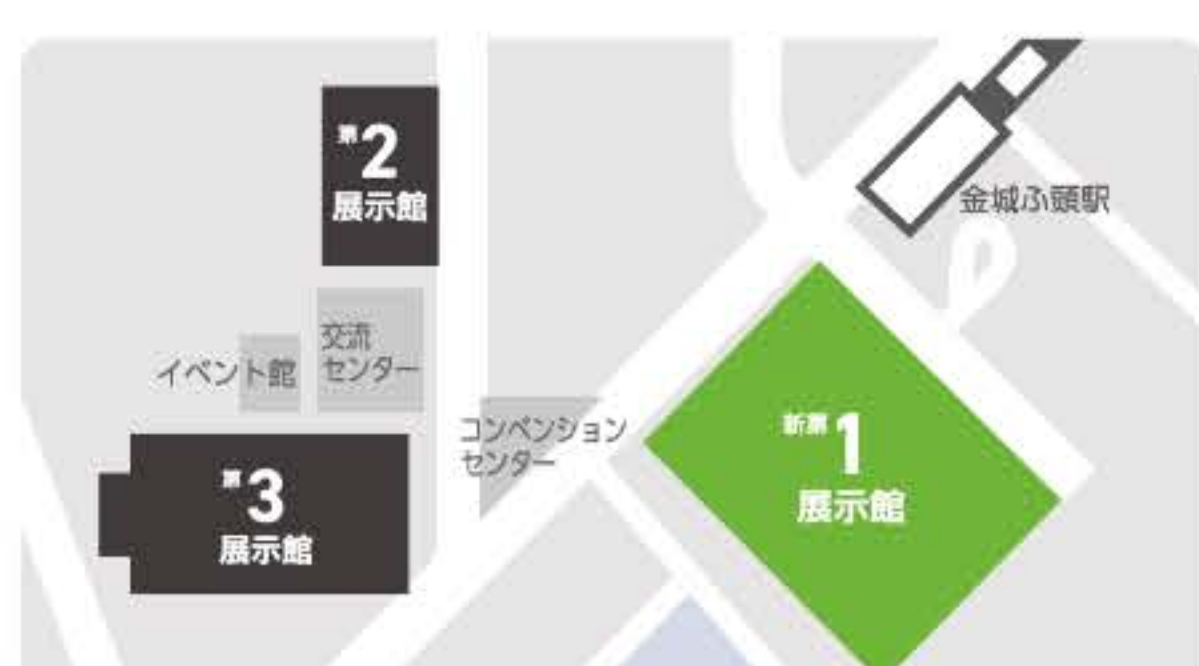 第2
展示館
金城ふ頭駅
交流
センター
イベント館
コンベンション
センター
新第1
展示館
第3
展示館